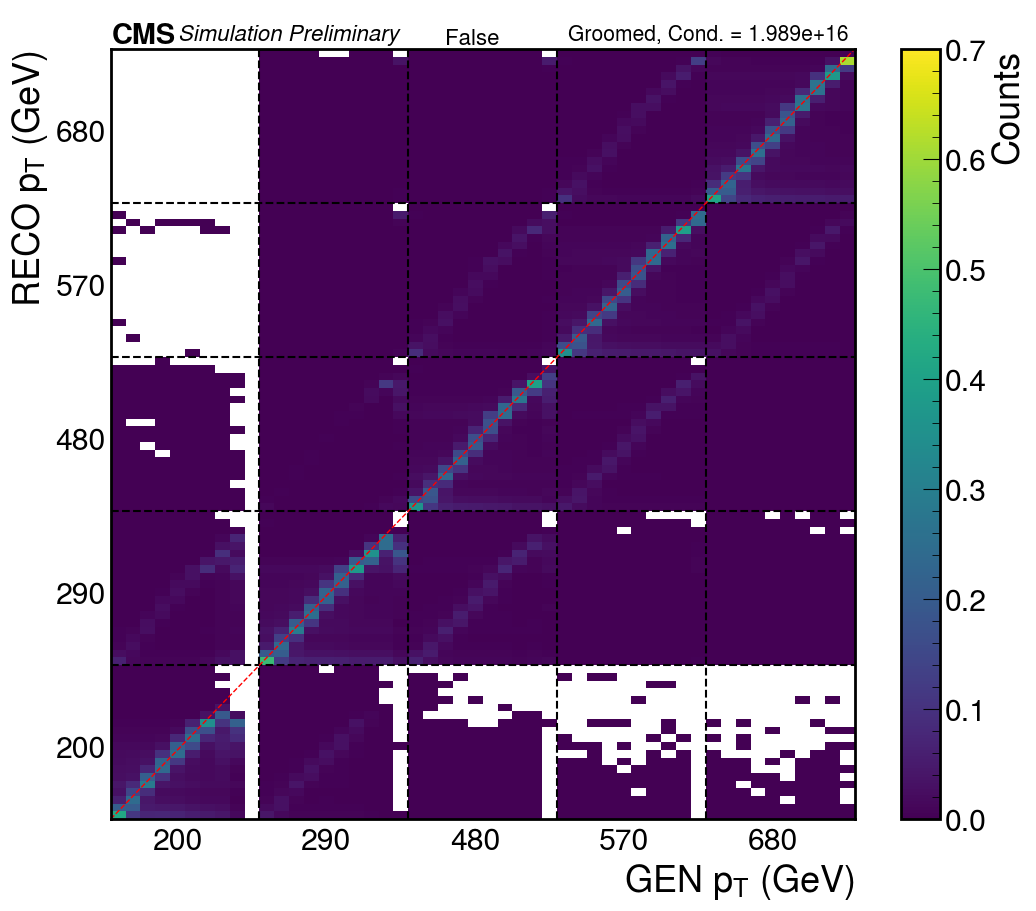 CMS Simulation Preliminary False Groomed, Cond. = 1.989e+16
RECO pT (GeV)
680
570
480
290
200
200 290 480 570 680
GEN pT (GeV)
0.7
0.6
0.5
0.4
0.3
0.2
0.1
0.0
Counts